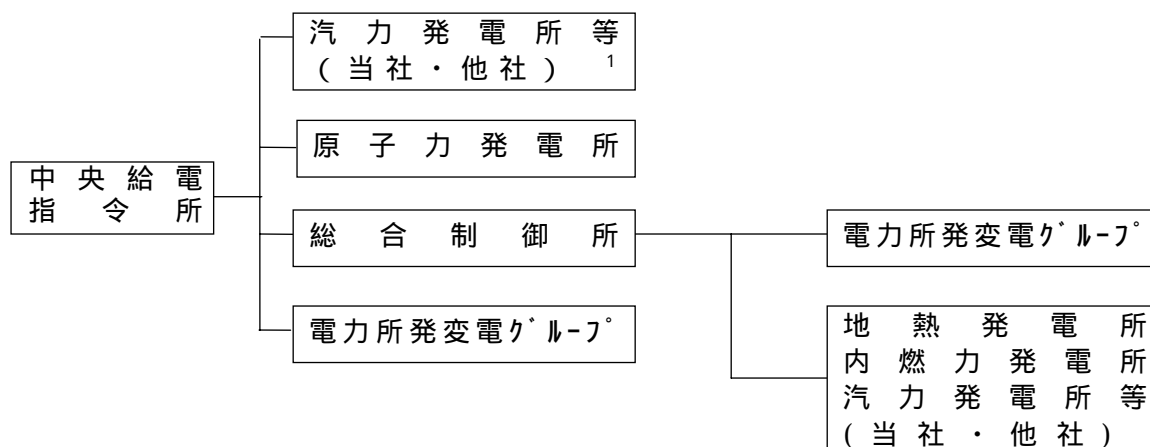 汽力発電所等
(当社・他社) 1
原子力発電所
中央給電
指令所
総合制御所
電力所発変電ｸﾞﾙｰﾌﾟ
電力所発変電ｸﾞﾙｰﾌﾟ
地熱発電所
内燃力発電所
汽力発電所等
(当社・他社)